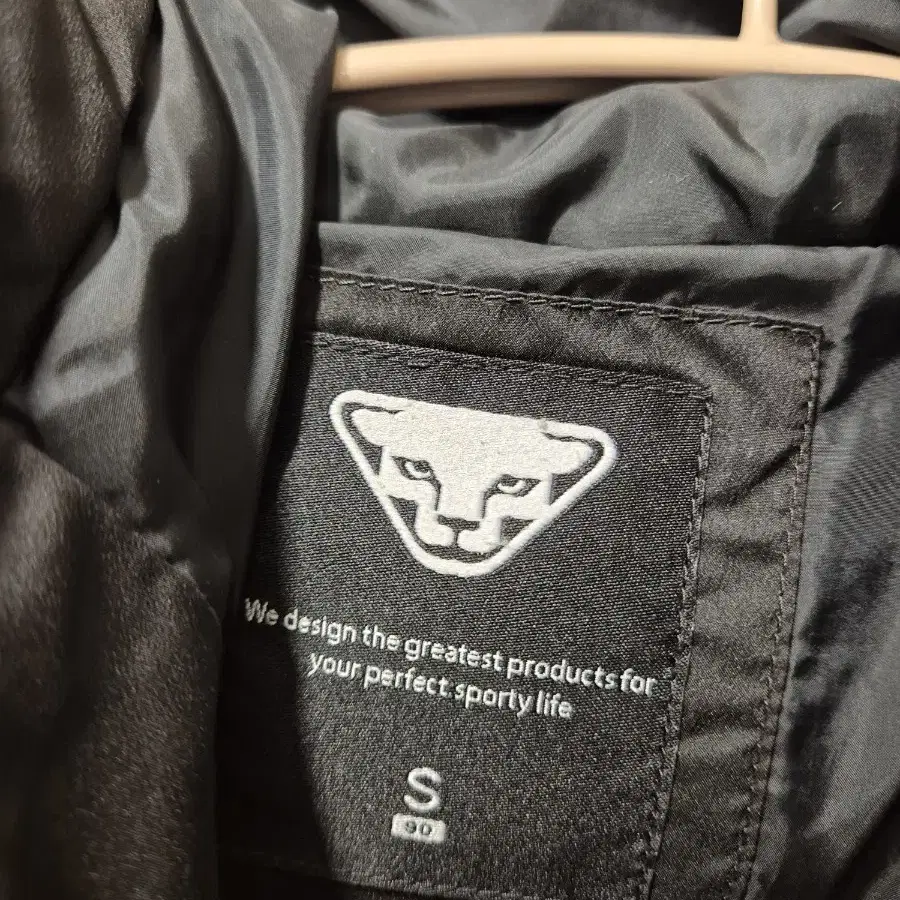 We design the greatest products for
your perfect sporty life
S
90